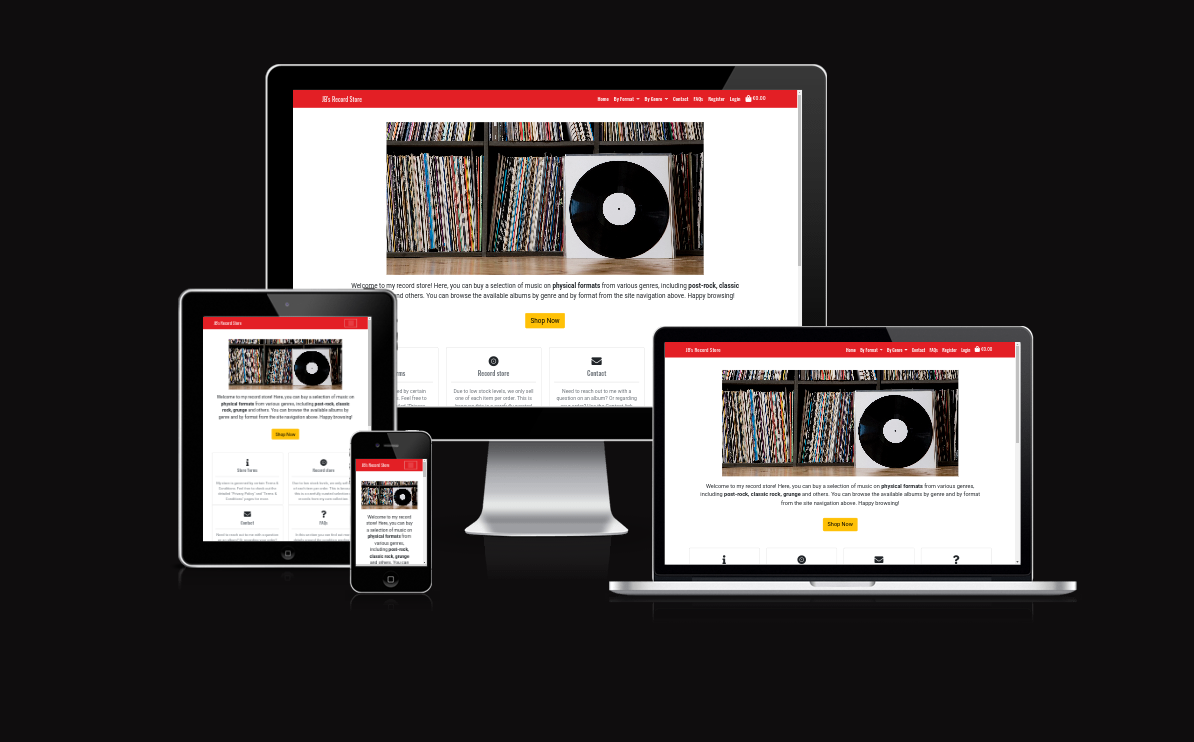 JB's Record Store
Home By Format By Genre Contact FAQs Register Login €0.00
Welcome to my record store! Here, you can buy a selection of music on physical formats from various genres, including post-rock, classic
and others. You can browse the available albums by genre and by format from the site navigation above. Happy browsing!
Shop Now
Record store
Contact
Due to low stock levels, we only sell
one of each item per order. This is
Need to reach out to me with a
question on an album? Or regarding
by certain
Feel free to
JB's Record Store
Welcome to my record store! Here, you can buy a selection of music on
physical formats from various genres, including post-rock, classic
rock, grunge and others. You can browse the available albums by
genre and by format from the site navigation above. Happy browsing!
Shop Now
Store Terms
Record store
Contact
FAQs
JB's Record Store
Welcome to my record
store! Here, you can buy
a selection of music on
physical formats from
various genres,
including post-rock,
classic rock, grunge
and others. You can
JB's Record Store
Home By Format By Genre Contact FAQs Register Login €0.00
Welcome to my record store! Here, you can buy a selection of music on physical formats from various genres,
including post-rock, classic rock, grunge and others. You can browse the available albums by genre and by format
from the site navigation above. Happy browsing!
Shop Now